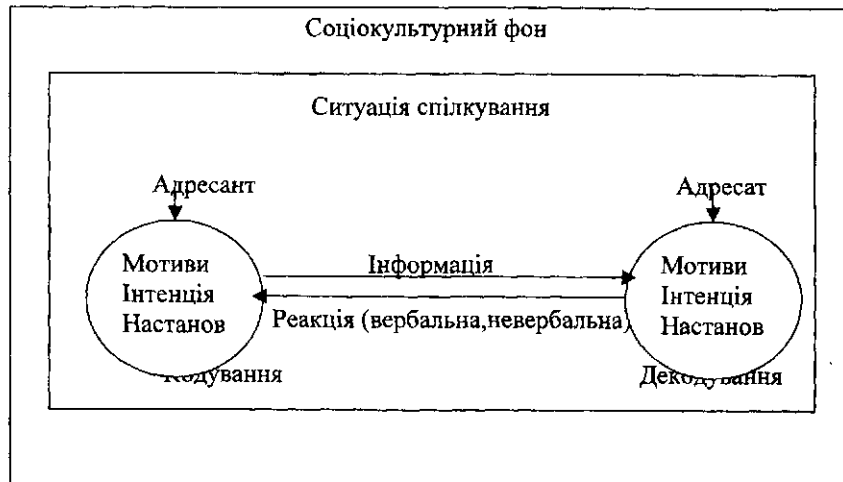 Соціокультурний фон
Ситуація спілкування
Адресант
Адресат
Мотиви
Інтенція
Настанов
Інформація
Реакція (вербальна,невербальна)
Мотиви
Інтенція
Настанов
Кодування
Декодування